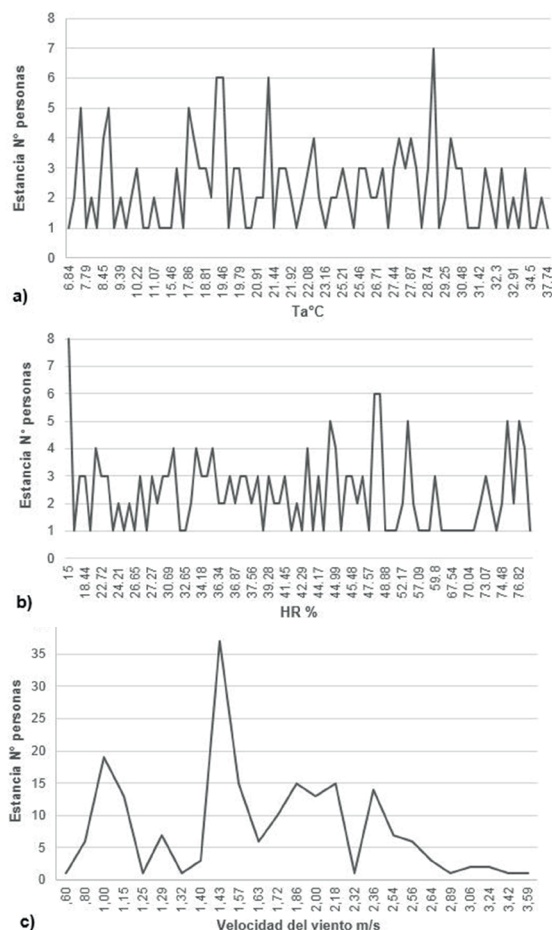 8
7
6
5
4
3
2
1
0
Estancia N° personas
6.84 7.79 8.45 9.39 10.22 11.07 15.46 17.86 18.81 19.46 19.79 20.91 21.44 21.92 22.08 23.16 25.21 25.46 26.71 27.44 27.87 28.74 29.25 30.48 31.42 32.3 32.91 34.5 37.74
a)
Ta°C
8
7
6
5
4
3
2
1
0
Estancia N° personas
15 18.44 22.72 24.21 26.65 27.27 30.69 32.65 34.18 36.34 36.87 37.56 39.28 41.45 42.29 44.17 44.99 45.48 47.57 48.88 52.17 57.09 59.8 67.54 70.04 73.07 74.48 76.82
b)
HR %
35
30
25
20
15
10
5
0
Estancia N° personas
,60 ,80 1,00 1,15 1,25 1,29 1,32 1,40 1,43 1,57 1,63 1,72 1,86 2,00 2,18 2,32 2,36 2,54 2,56 2,64 2,89 3,06 3,24 3,42 3,59
c)
Velocidad del viento m/s